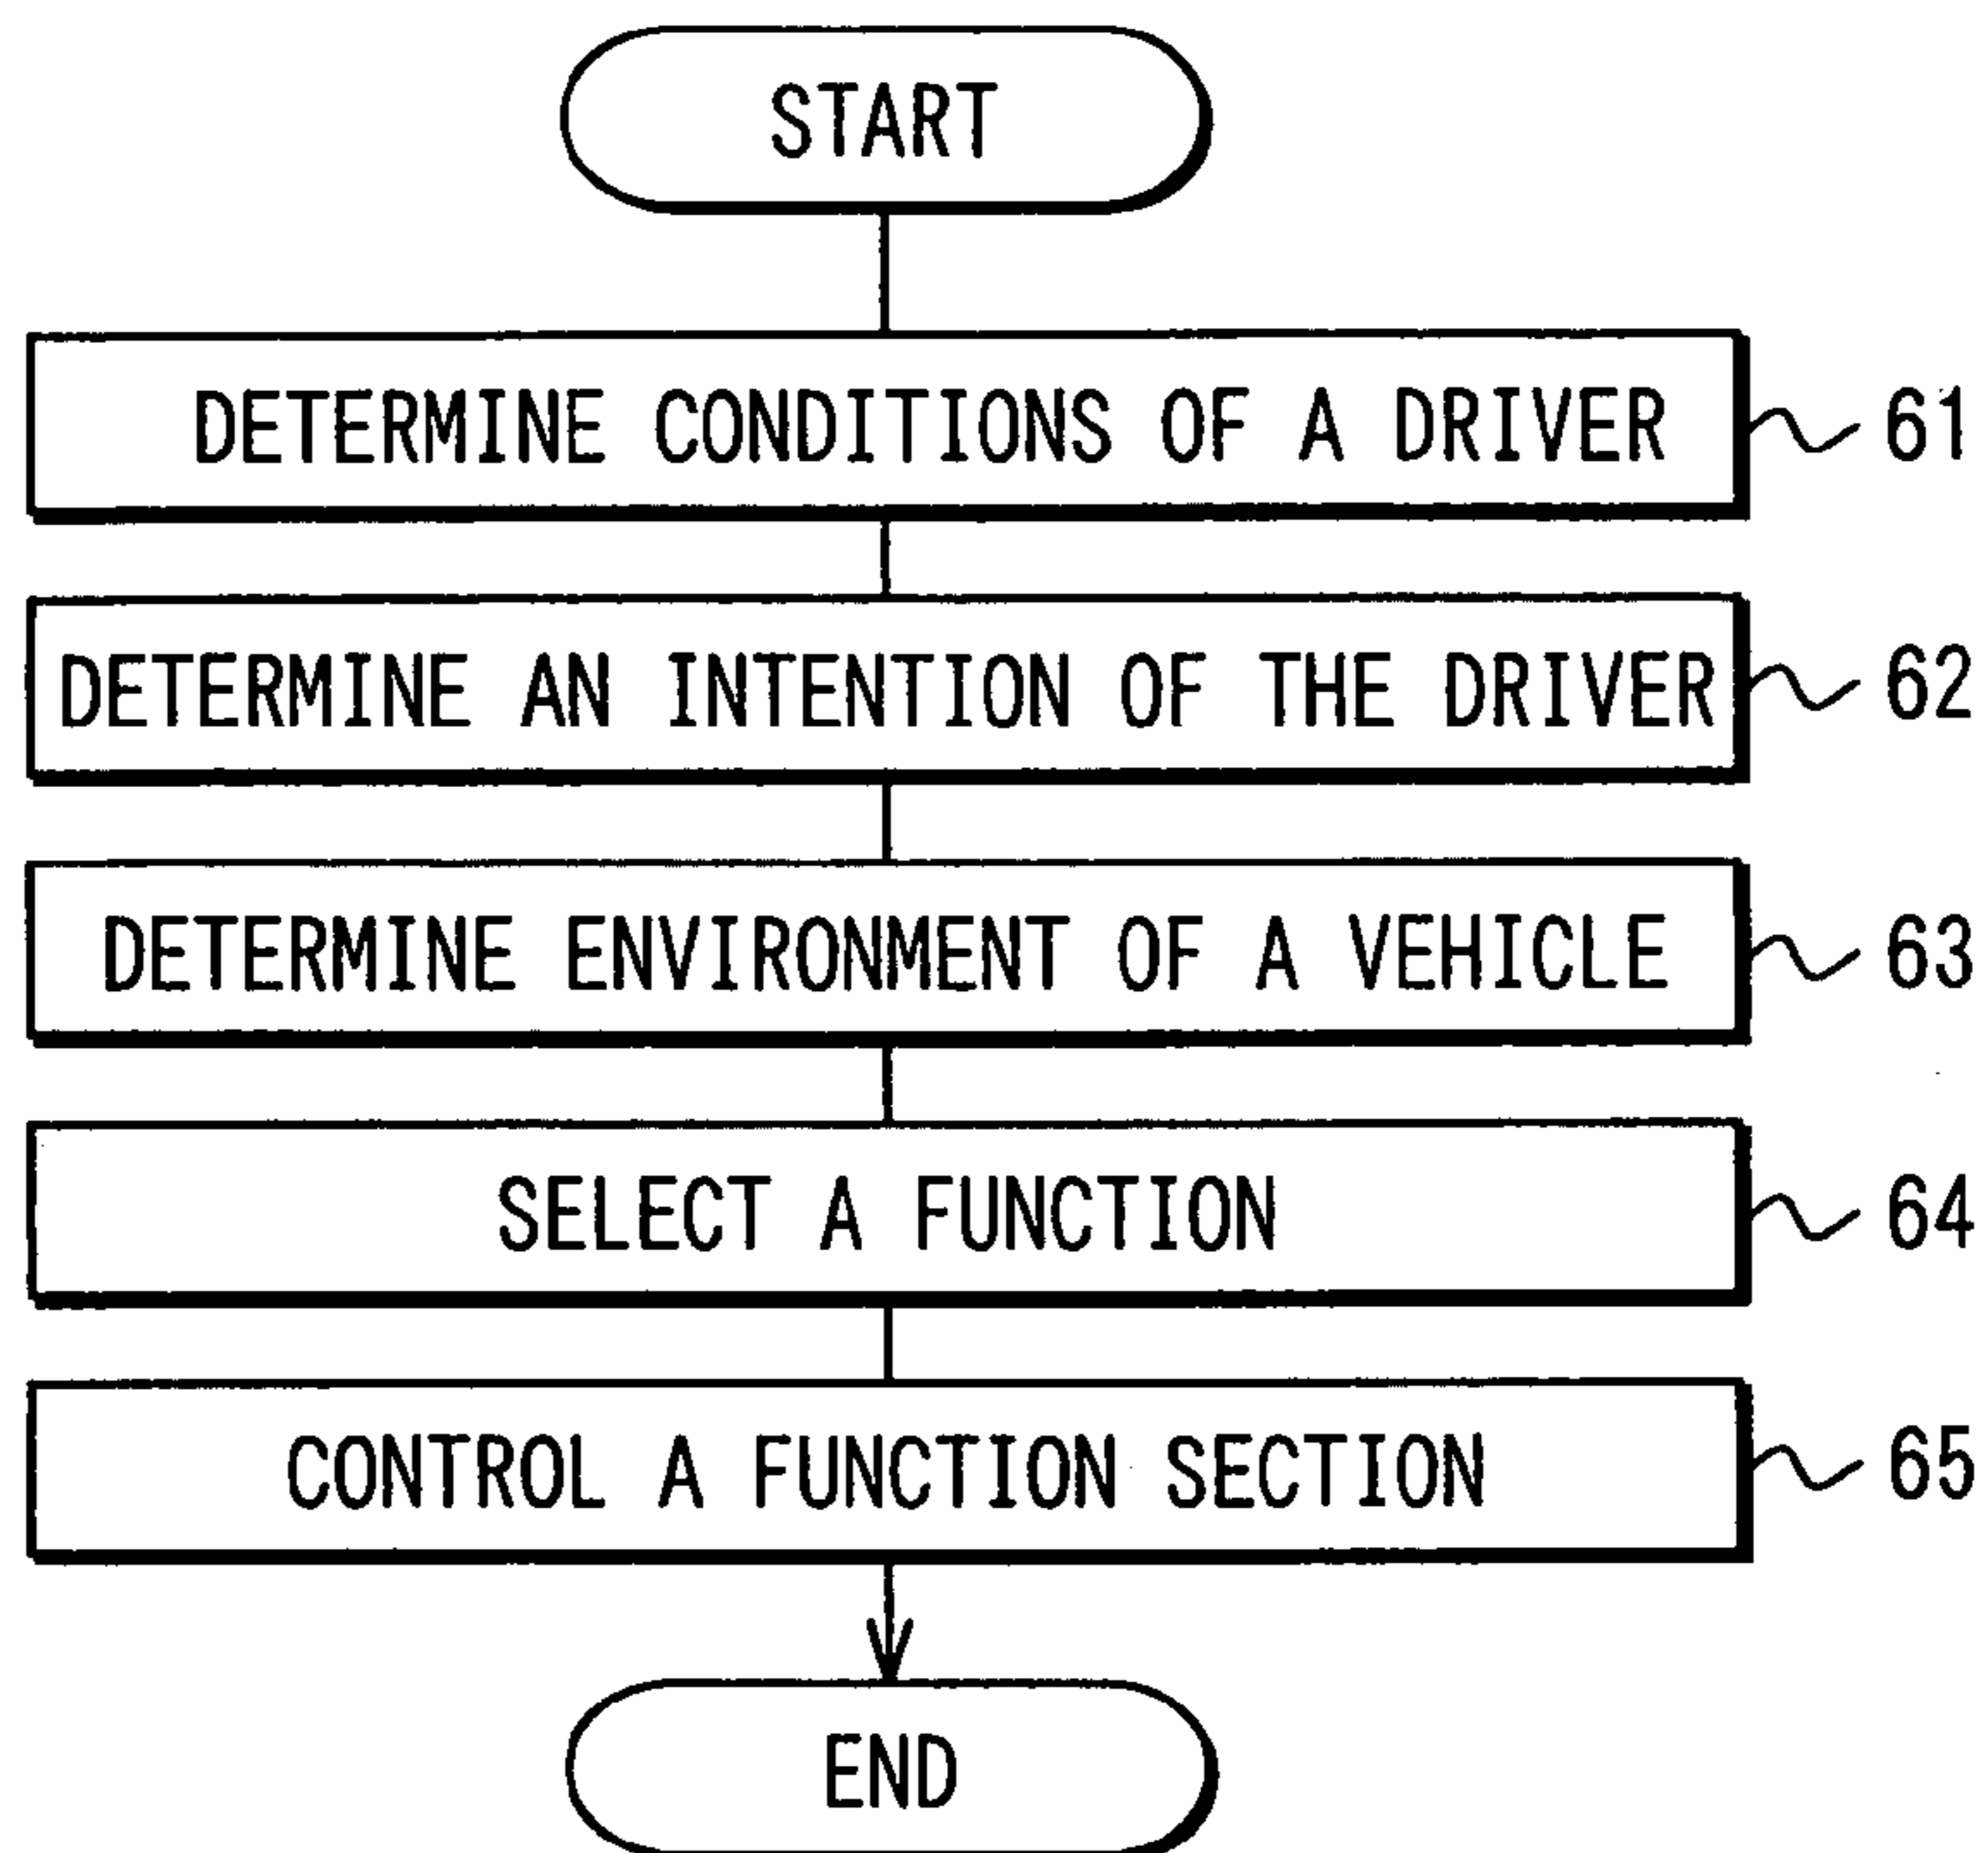 START
DETERMINE CONDITIONS OF A DRIVER 61
DETERMINE AN INTENTION OF THE DRIVER 62
DETERMINE ENVIRONMENT OF A VEHICLE 63
SELECT A FUNCTION 64
CONTROL A FUNCTION SECTION 65
END